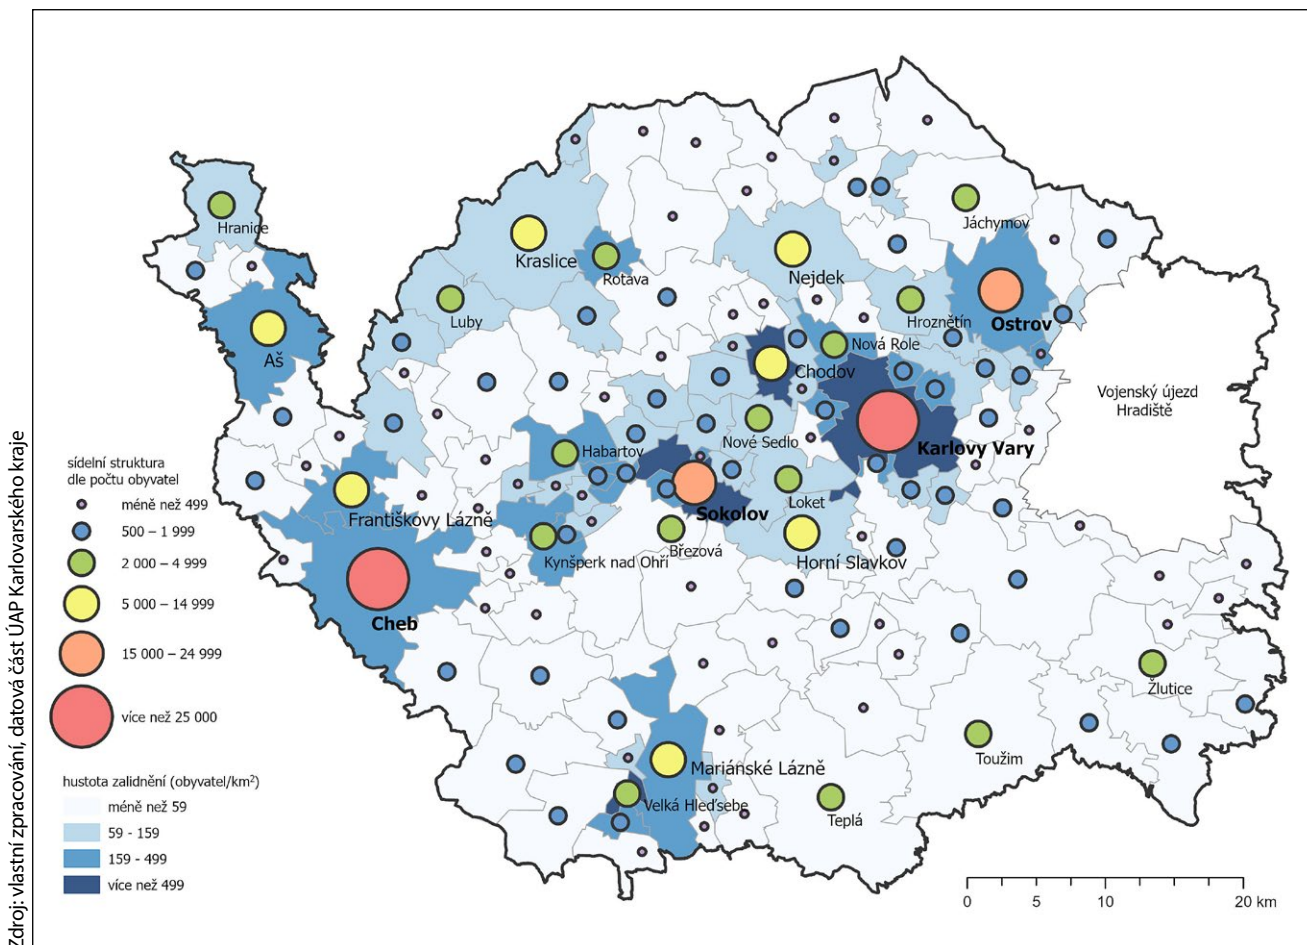 Zdroj: vlastní zpracování, datová část ÚAP Karlovarského kraje
Hranice
Kraslice
Rotava
Nejdek
Jáchymov
Luby
Hroznětín
Ostrov
Aš
Nová Role
Chodov
Vojenský újezd
Hradiště
Nové Sedlo
Habartov
Karlovy Vary
Františkovy Lázně
Loket
Sokolov
Březová
Kynšperk nad Ohří
Horní Slavkov
Cheb
Žlutice
Toužim
Mariánské Lázně
Velká Hleďsebe
Teplá
sídelní struktura
dle počtu obyvatel
méně než 499
500 – 1 999
2 000 – 4 999
5 000 – 14 999
15 000 – 24 999
více než 25 000
hustota zalidnění (obyvatel/km²)
méně než 59
59 - 159
159 - 499
více než 499
0 5 10 20 km